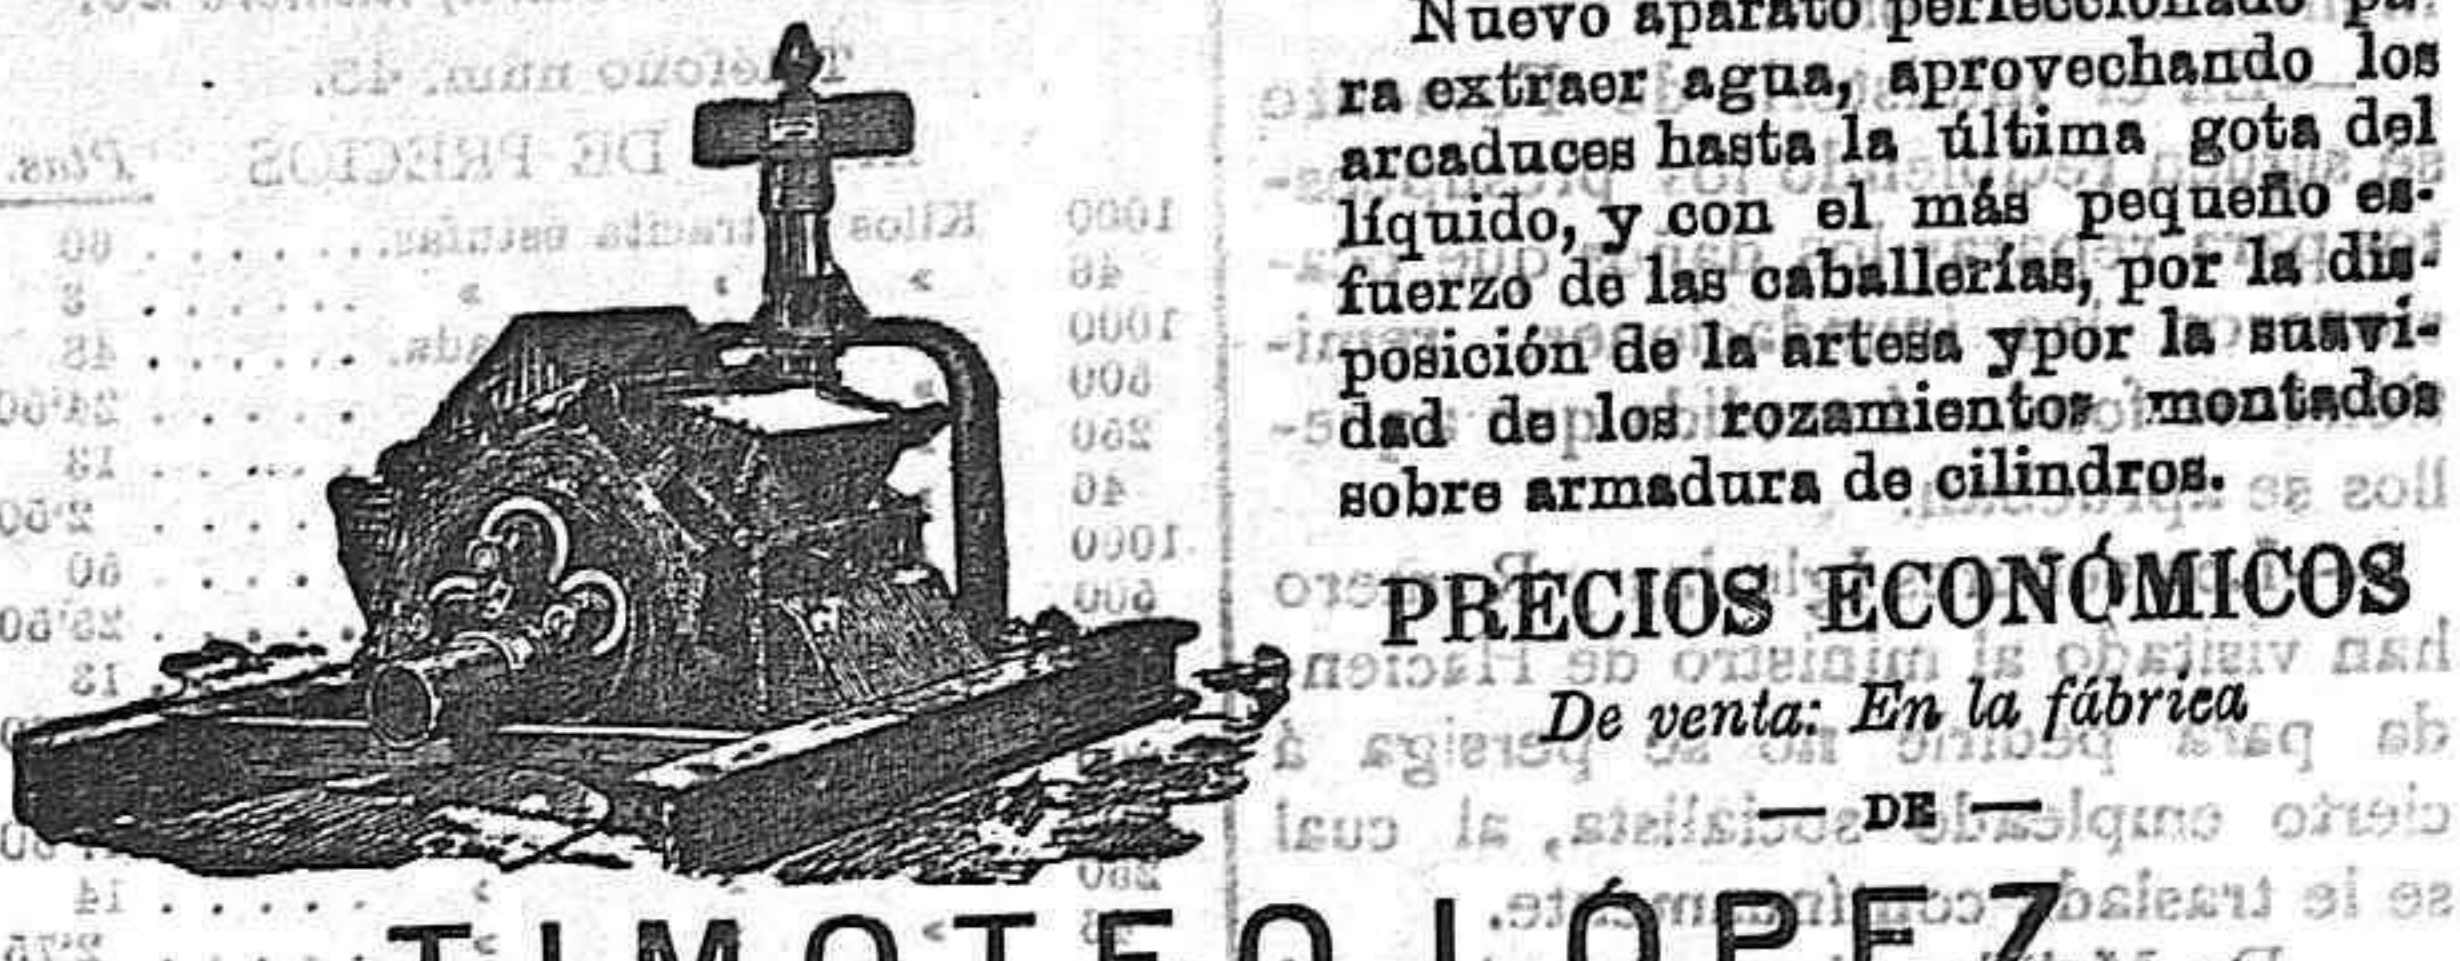 Nuevo aparato perfeccionado pa-
ra extraer agua, aprovechando los
arcaduces hasta la última gota del
líquido, y con el más pequeño es-
fuerzo de las caballerías, por la dis-
posición de la artesa ypor la suavi-
dad de los rozamientos montados
sobre armadura de cilindros.
PRECIOS ECONÓMICOS
De venta: En la fábrica
— DE —
TIMOTEO LÓPEZ